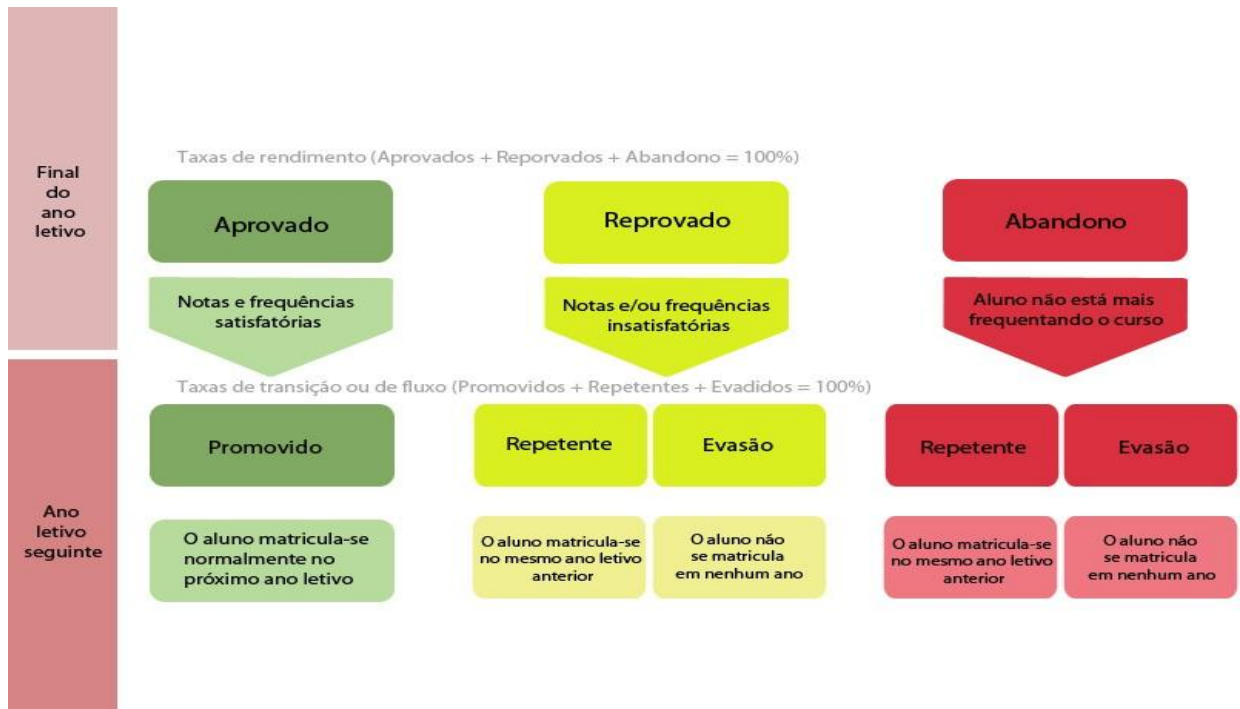 Final
do
ano
letivo
Taxas de rendimento (Aprovados + Reporvados + Abandono = 100%)
Aprovado
Reprovado
Abandono
Notas e frequências
satisfatórias
Notas e/ou frequências
insatisfatórias
Aluno não está mais
frequentando o curso
Ano
letivo
seguinte
Taxas de transição ou de fluxo (Promovidos + Repetentes + Evadidos = 100%)
Promovido
Repetente
Evasão
Repetente
Evasão
O aluno matricula-se
normalmente no
próximo ano letivo
O aluno matricula-se
no mesmo ano letivo
anterior
O aluno não
se matricula
em nenhum ano
O aluno matricula-se
no mesmo ano letivo
anterior
O aluno não
se matricula
em nenhum ano